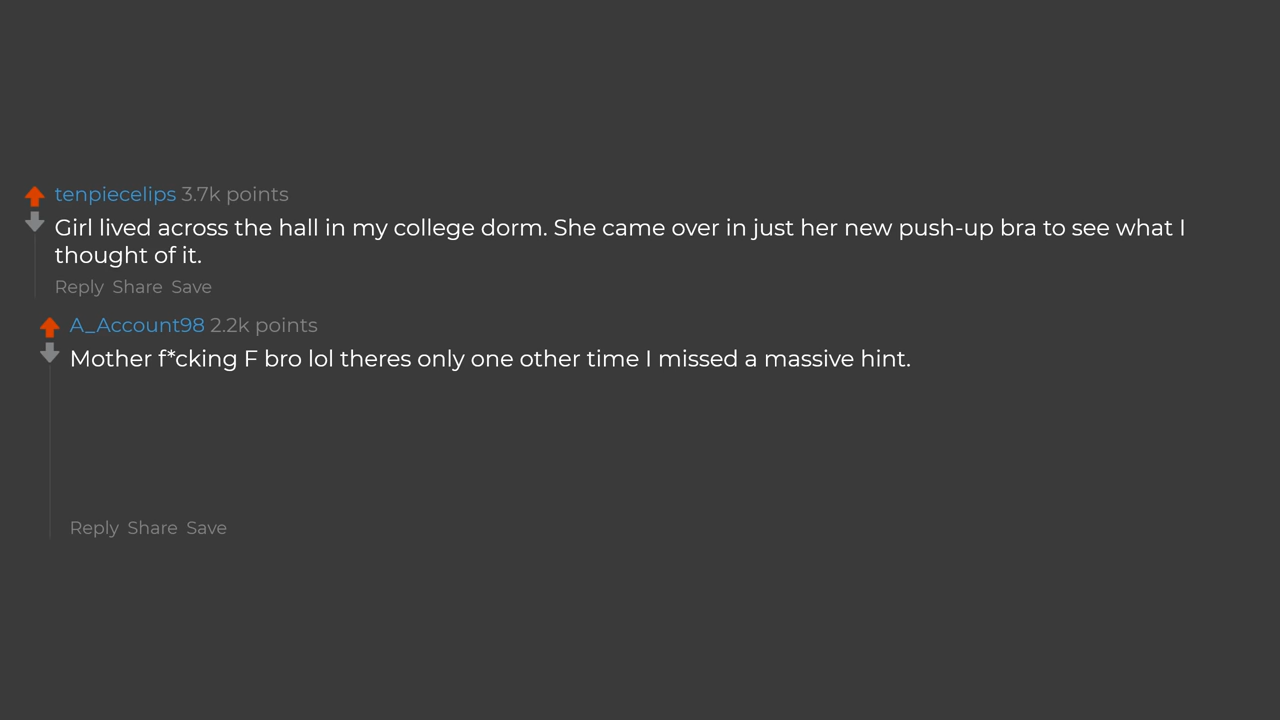 tenpiecelips 3.7k points
Girl lived across the hall in my college dorm. She came over in just her new push-up bra to see what I
thought of it.
Reply Share Save
A_Account98 2.2k points
Mother f*cking F bro lol theres only one other time I missed a massive hint.
Reply Share Save